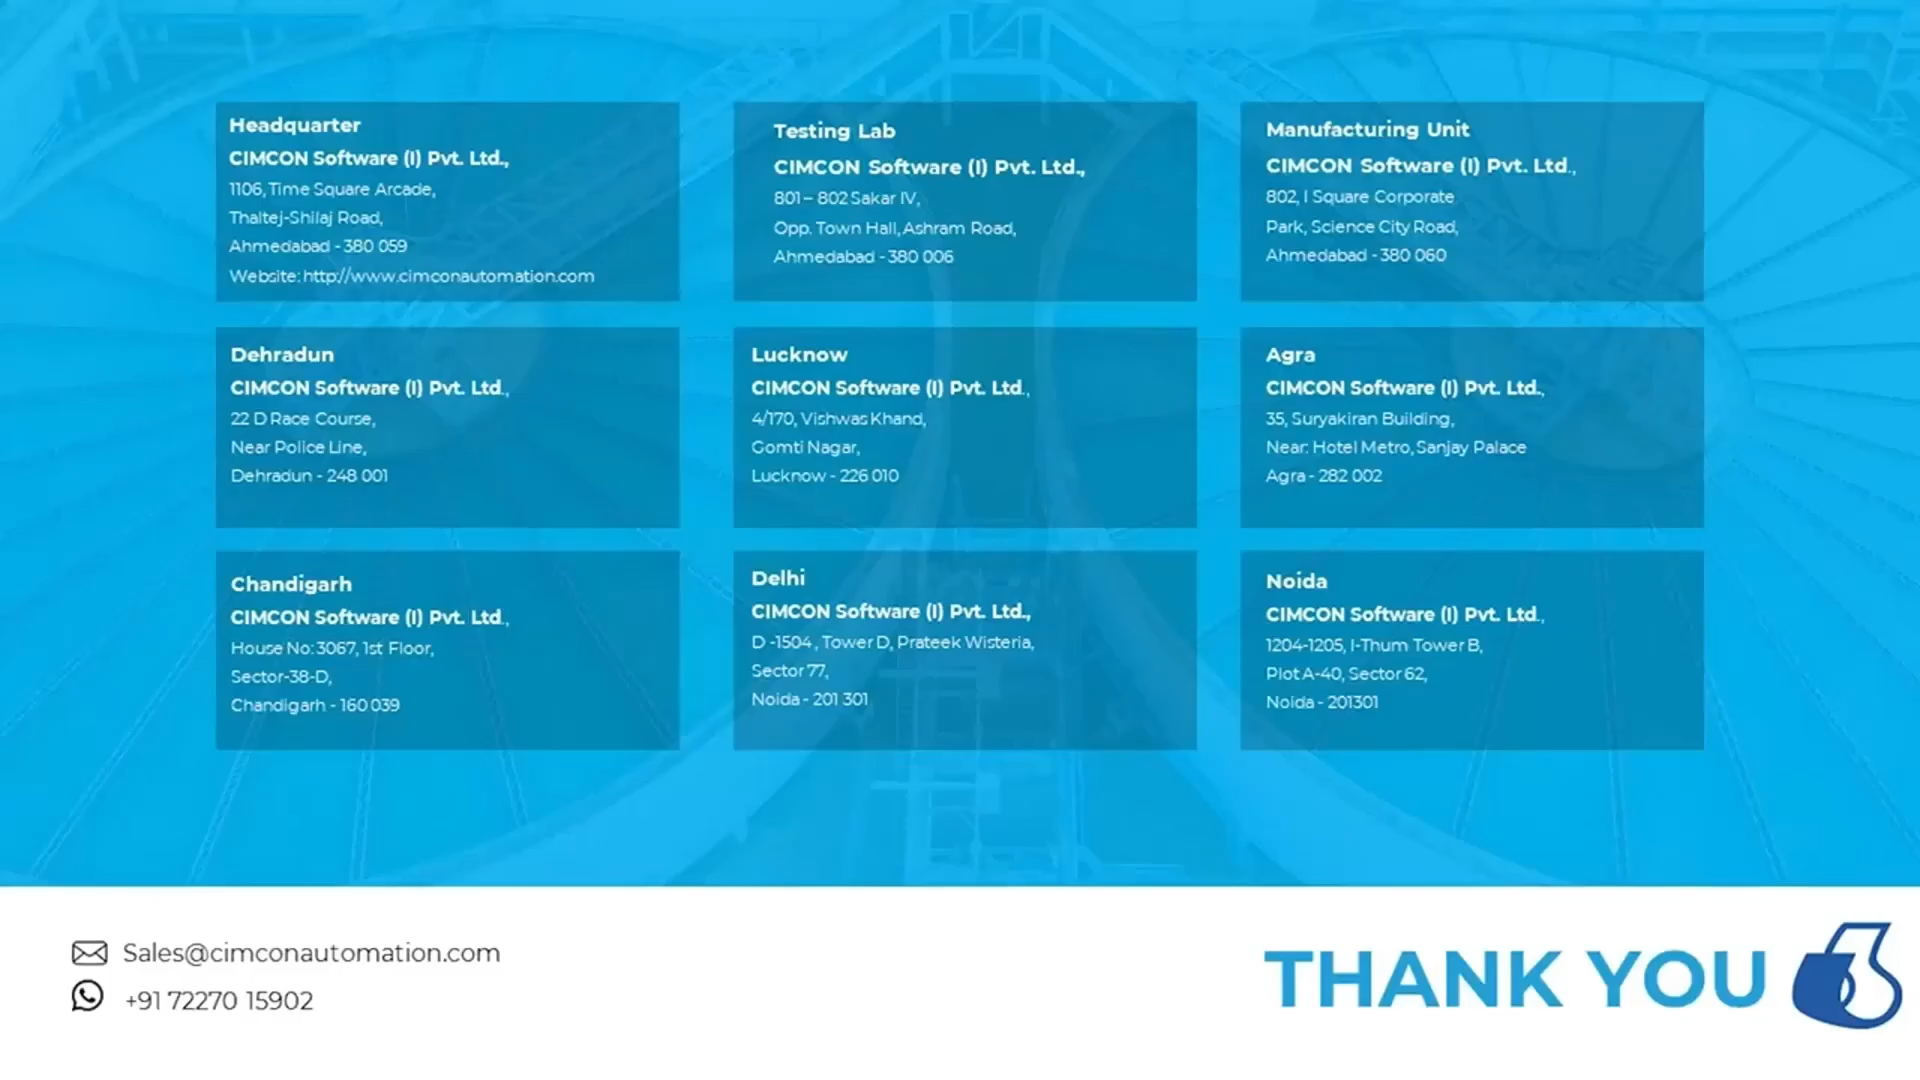 Headquarter
CIMCON Software (I) Pvt. Ltd.,
1106, Time Square Arcade,
Thaltej-Shilaj Road,
Ahmedabad - 380 059
Website: http://www.cimconautomation.com
Testing Lab
CIMCON Software (I) Pvt. Ltd.,
801 – 802 Sakar IV,
Opp. Town Hall, Ashram Road,
Ahmedabad - 380 006
Manufacturing Unit
CIMCON Software (I) Pvt. Ltd.,
802, I Square Corporate
Park, Science City Road,
Ahmedabad - 380 060
Dehradun
CIMCON Software (I) Pvt. Ltd.,
22 D Race Course,
Near Police Line,
Dehradun - 248 001
Lucknow
CIMCON Software (I) Pvt. Ltd.,
4/170, Vishwas Khand,
Gomti Nagar,
Lucknow - 226 010
Agra
CIMCON Software (I) Pvt. Ltd.,
35, Suryakiran Building,
Near: Hotel Metro, Sanjay Palace
Agra - 282 002
Chandigarh
CIMCON Software (I) Pvt. Ltd.,
House No: 3067, 1st Floor,
Sector-38-D,
Chandigarh - 160 039
Delhi
CIMCON Software (I) Pvt. Ltd.,
D -1504 , Tower D, Prateek Wisteria,
Sector 77,
Noida - 201 301
Noida
CIMCON Software (I) Pvt. Ltd.,
1204-1205, I-Thum Tower B,
Plot A-40, Sector 62,
Noida - 201301
Sales@cimconautomation.com
+91 72270 15902
THANK YOU